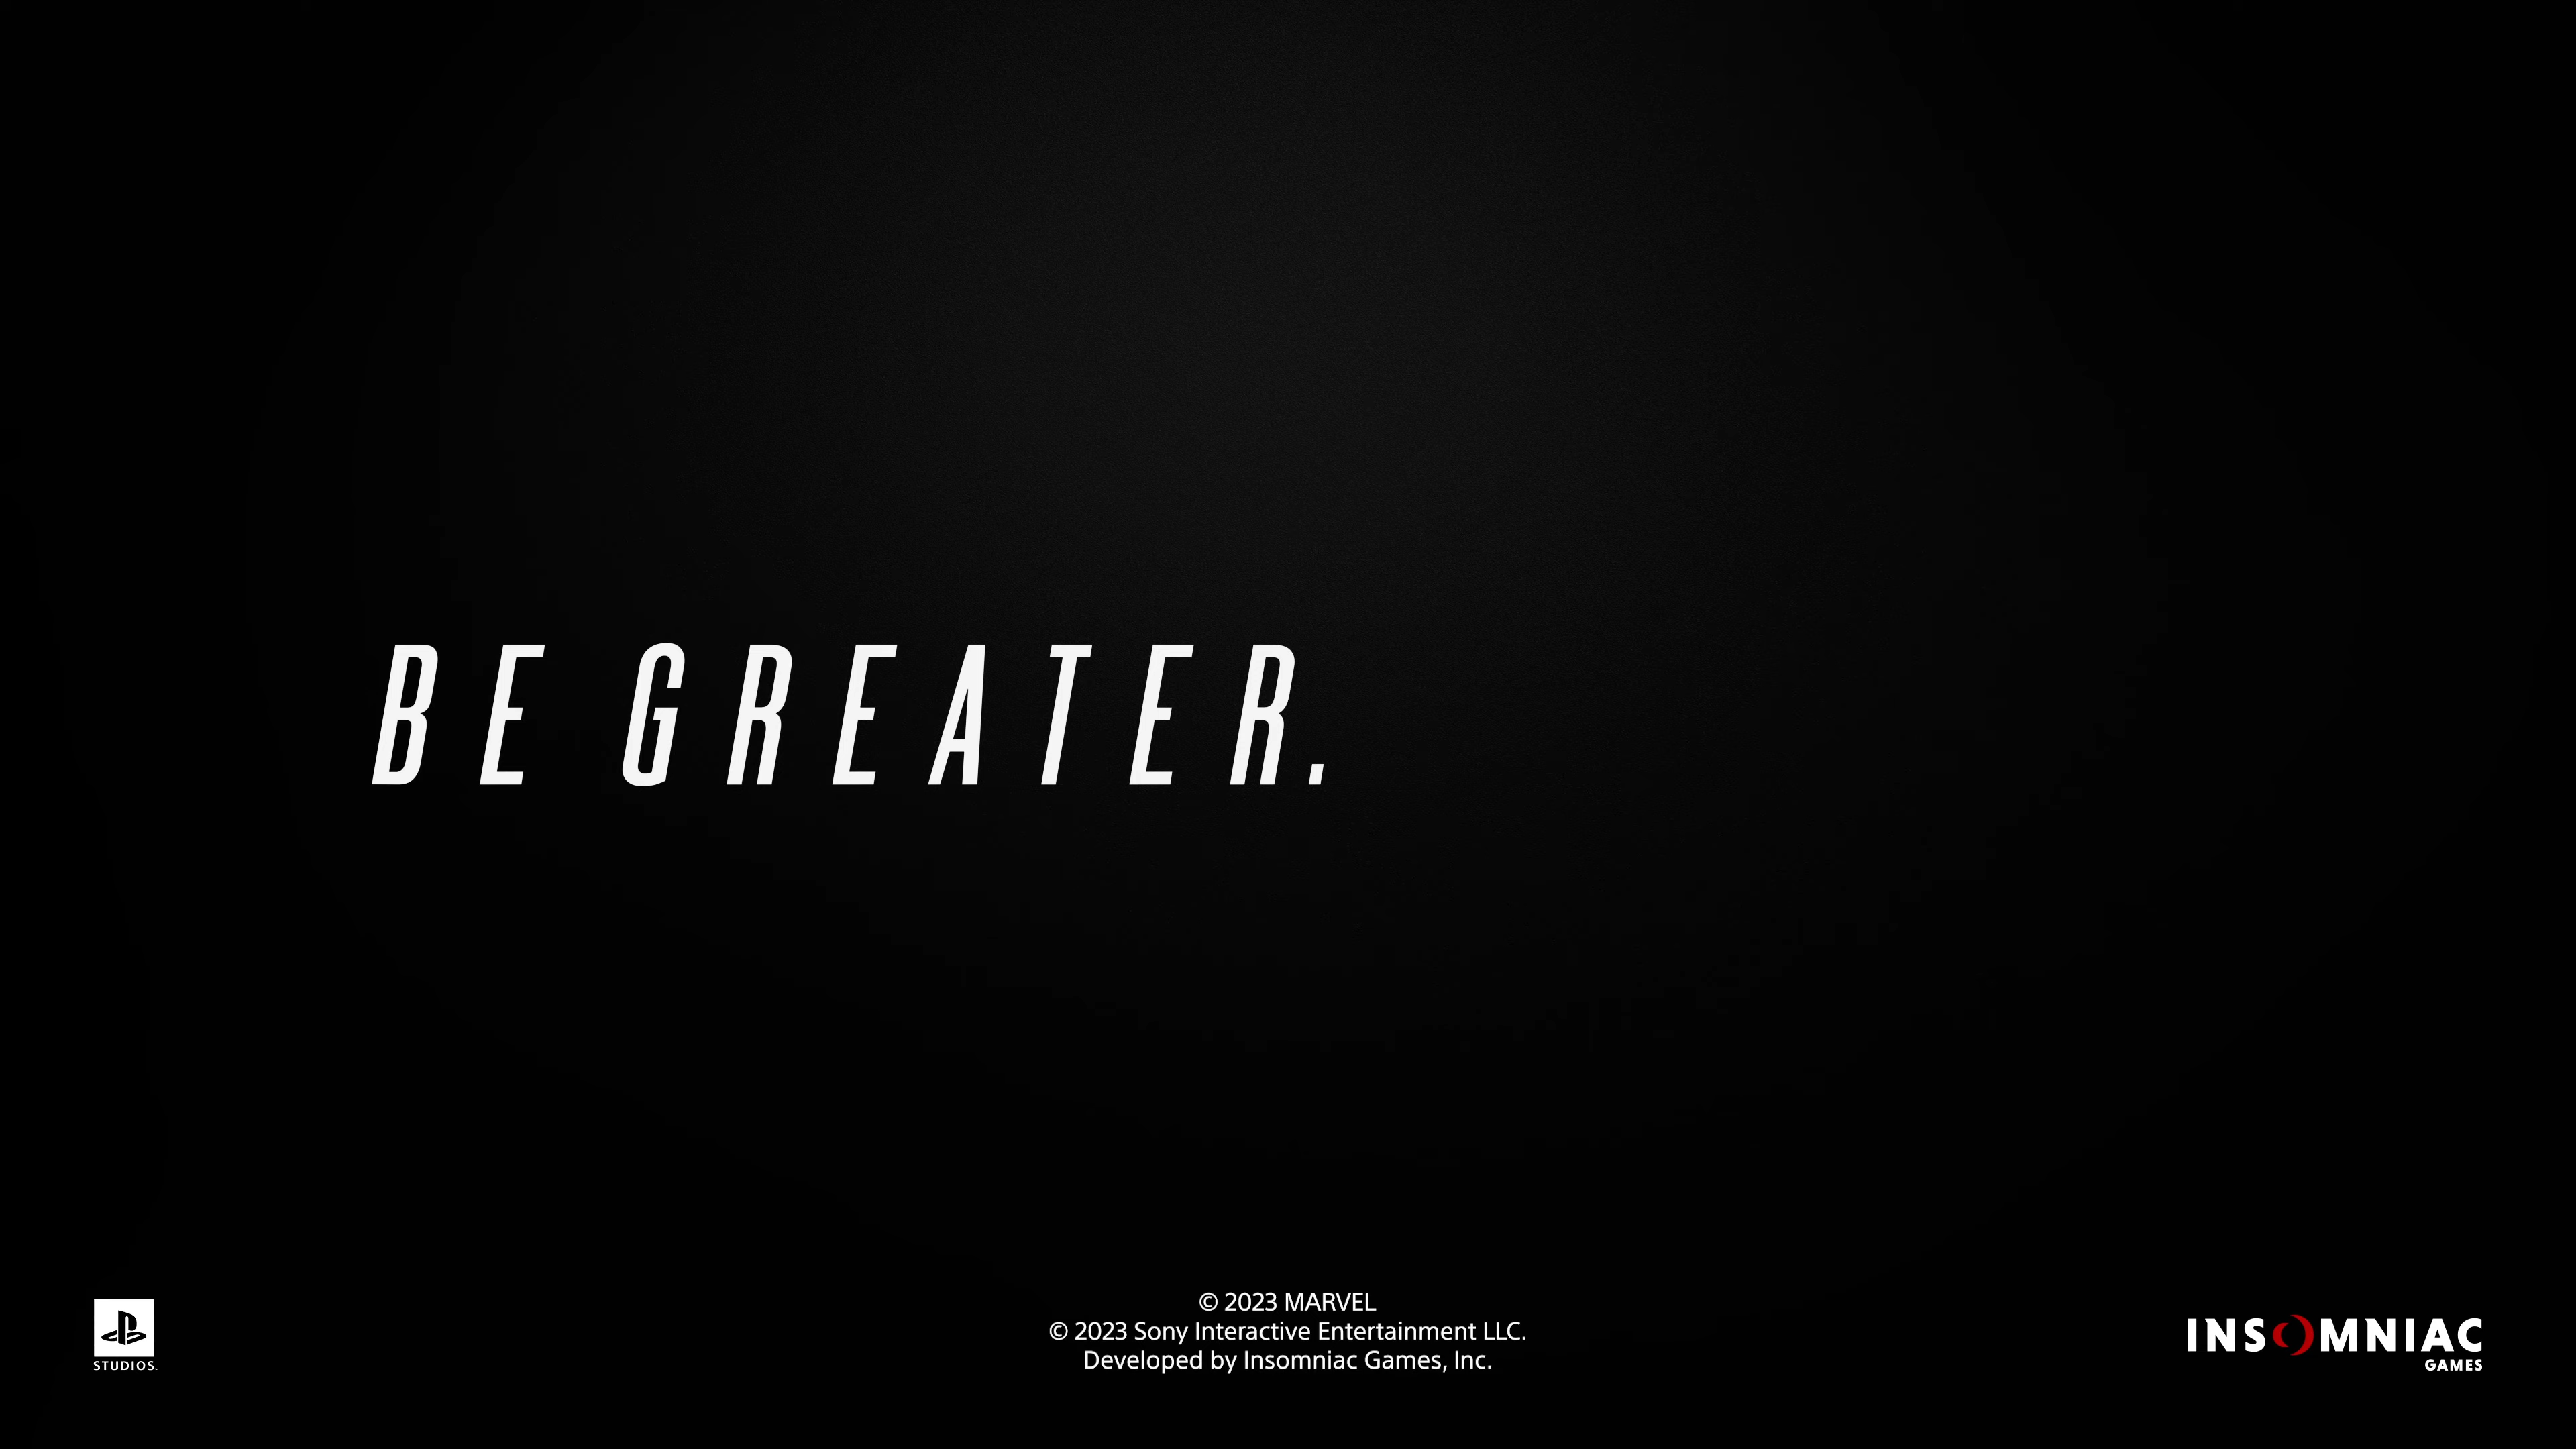 BE GREATER.
© 2023 MARVEL
© 2023 Sony Interactive Entertainment LLC.
Developed by Insomniac Games, Inc.
STUDIOS
INSOMNIAC
GAMES